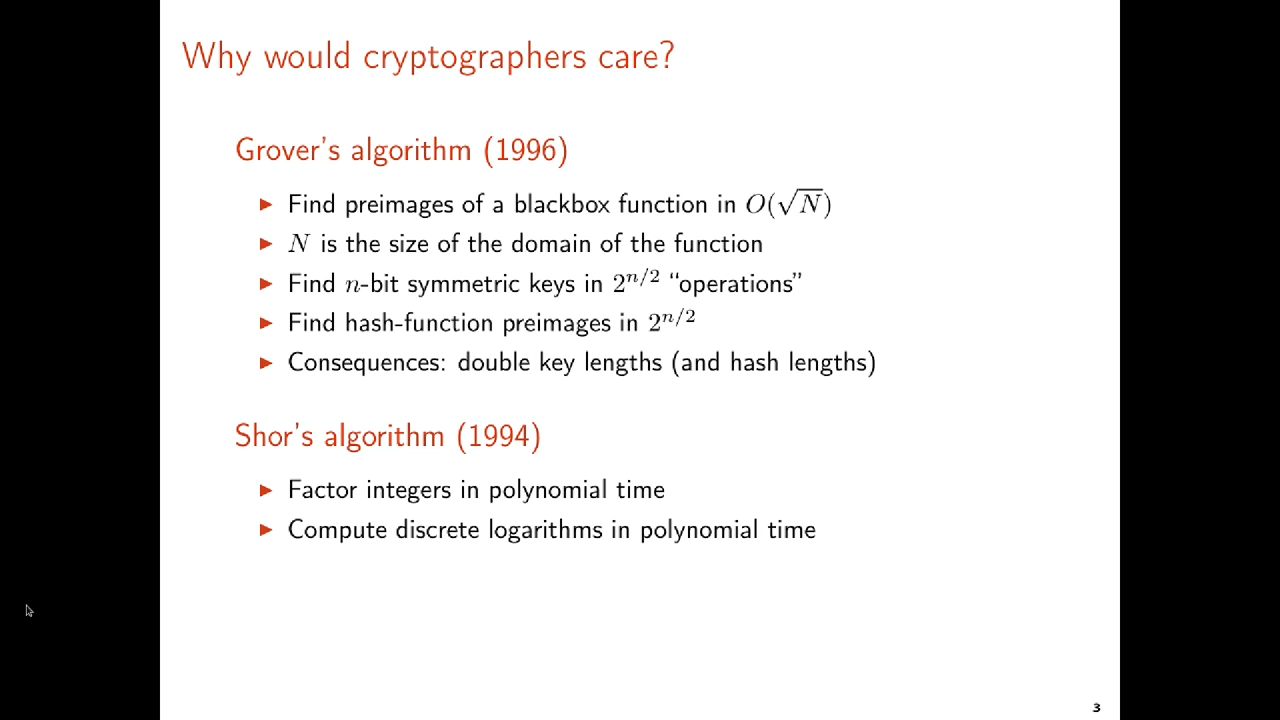 Why would cryptographers care?
Grover's algorithm (1996)
▶ Find preimages of a blackbox function in O(√N)
▶ N is the size of the domain of the function
▶ Find n-bit symmetric keys in 2^{n/2} “operations”
▶ Find hash-function preimages in 2^{n/2}
▶ Consequences: double key lengths (and hash lengths)
Shor's algorithm (1994)
▶ Factor integers in polynomial time
▶ Compute discrete logarithms in polynomial time
3